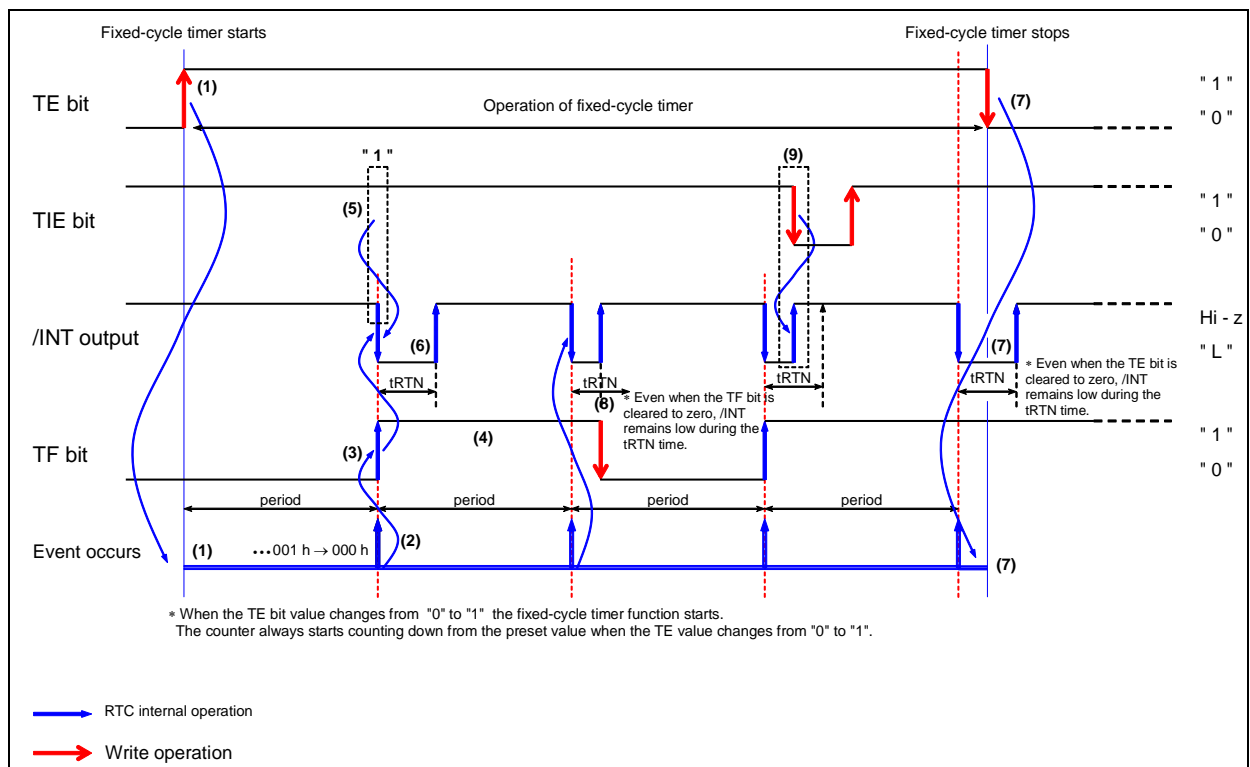 Fixed-cycle timer starts
Fixed-cycle timer stops
TE bit
(1)
Operation of fixed-cycle timer
(7)
" 1 "
" 0 "
" 1 "
(9)
TIE bit
(5)
" 1 "
" 0 "
/INT output
(6)
(7)
Hi - z
" L "
tRTN
tRTN
tRTN
tRTN
(8)
* Even when the TF bit is
cleared to zero, /INT
remains low during the
tRTN time.
* Even when the TE bit is
cleared to zero, /INT
remains low during the
tRTN time.
TF bit
(3)
(4)
" 1 "
" 0 "
period
period
period
period
Event occurs
(1)
•••001 h → 000 h
(2)
(7)
* When the TE bit value changes from "0" to "1" the fixed-cycle timer function starts.
The counter always starts counting down from the preset value when the TE value changes from "0" to "1".
RTC internal operation
Write operation